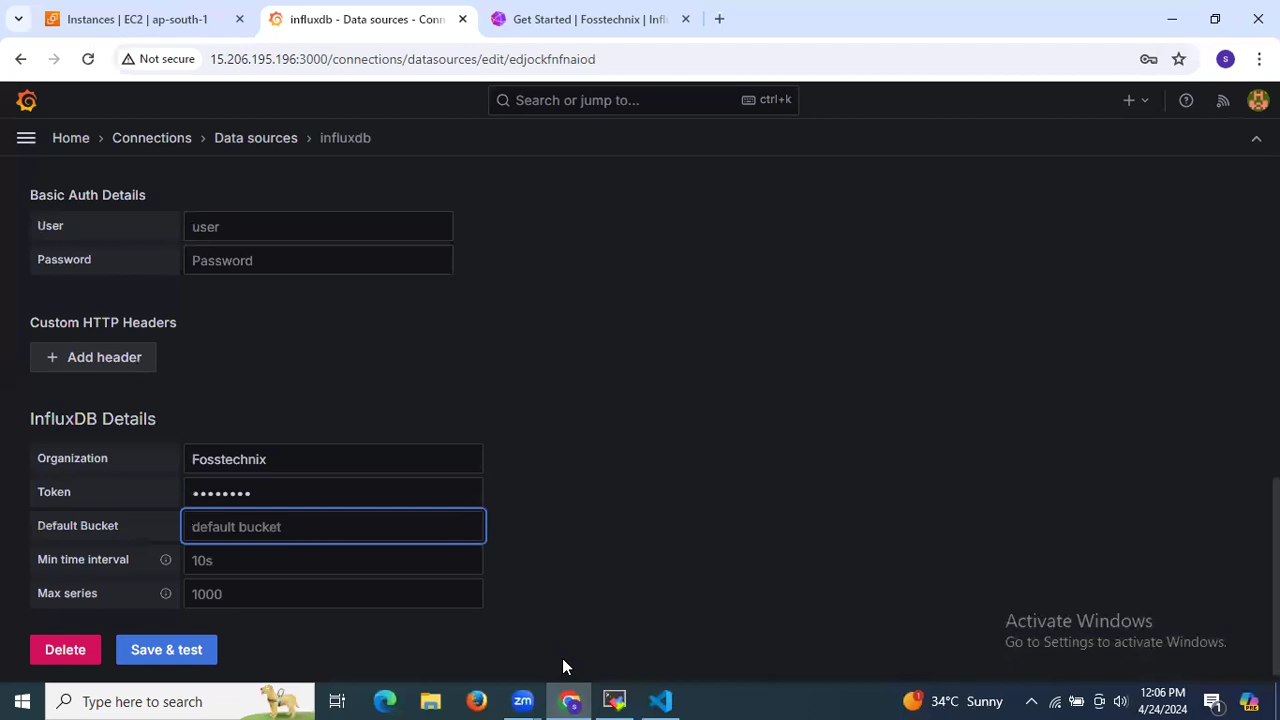 Instances | EC2 | ap-south-1
influxdb - Data sources - Conn
Get Started | Fosstechnix | Influ
Not secure
15.206.195.196:3000/connections/datasources/edit/edjockfnfnaiod
s
Search or jump to...
ctrl+k
Home
Connections
Data sources
influxdb
Basic Auth Details
User
user
Password
Password
Custom HTTP Headers
Add header
InfluxDB Details
Organization
Fosstechnix
Token
••••••••
Default Bucket
default bucket
Min time interval
10s
Max series
1000
Activate Windows
Go to Settings to activate Windows.
Delete
Save & test
Type here to search
zm
34°C Sunny
12:06 PM
4/24/2024
1
PRE